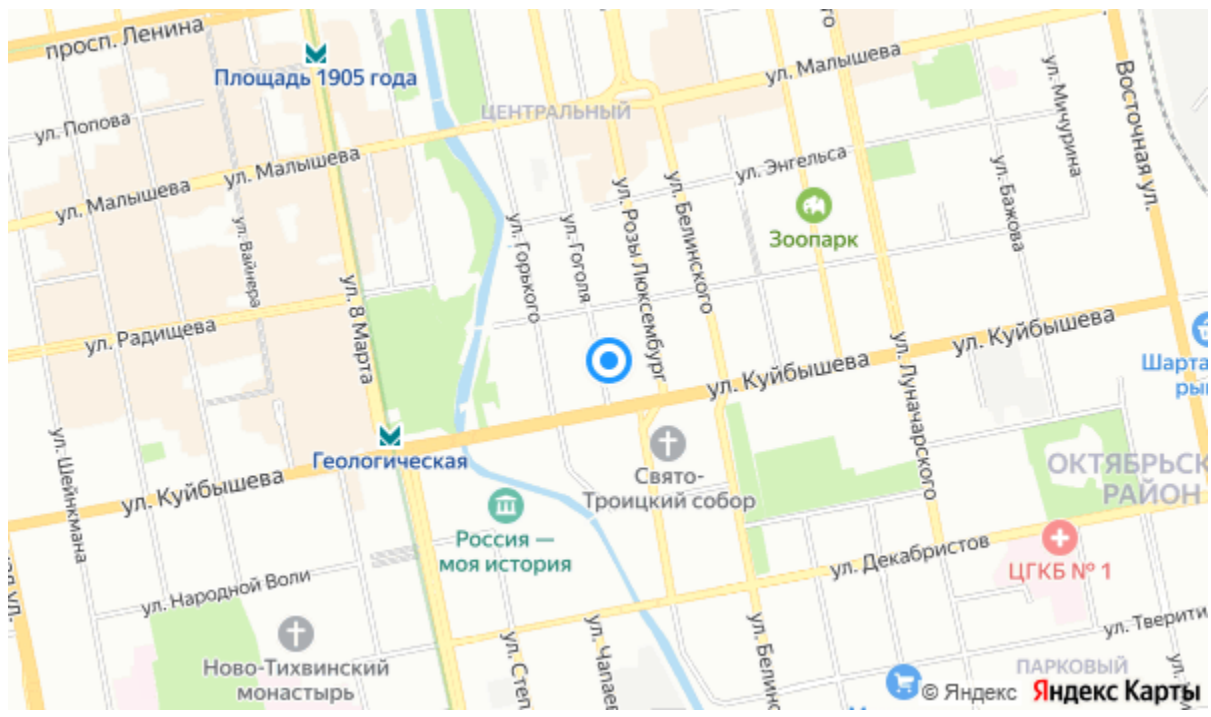 просп. Ленина
Площадь 1905 года
ул. Попова
ул. Малышева
ул. Малышева
ул. Малышева
ЦЕНТРАЛЬНЫЙ
ул. Энгельса
ул. Мичурина
Восточная ул.
ул. Бажова
Зоопарк
ул. Вайнера
ул. Горького
ул. Гоголя
ул. Розы Люксембург
ул. Белинского
ул. Радищева
ул. 8 Марта
ул. Куйбышева
ул. Куйбышева
ул. Луначарского
Геологическая
ул. Куйбышева
ул. Шейнкмана
Свято-
Троицкий собор
ОКТЯБРЬСК
РАЙОН
Россия —
моя история
ул. Декабристов
ЦГКБ № 1
ул. Народной Воли
Ново-Тихвинский
монастырь
ул. Степ
ул. Чапаев
ул. Белинс
ул. Тверити
ПАРКОВЫЙ
© Яндекс Яндекс Карты